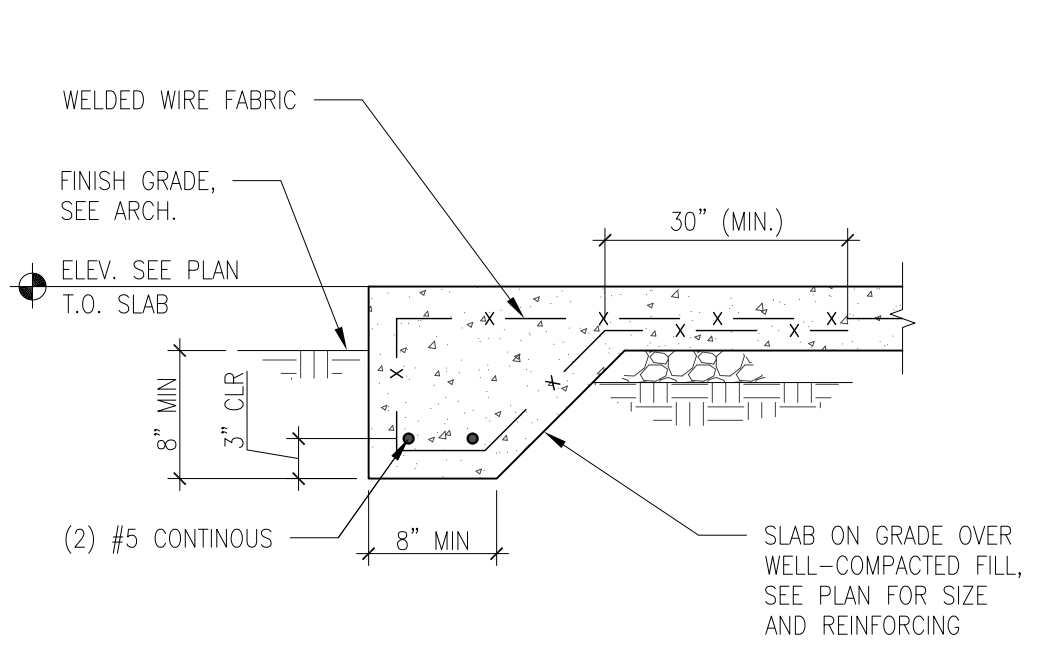 WELDED WIRE FABRIC
FINISH GRADE,
SEE ARCH.
30” (MIN.)
ELEV. SEE PLAN
T.O. SLAB
8” MIN
3” CLR
(2) #5 CONTINOUS
8” MIN
SLAB ON GRADE OVER
WELL-COMPACTED FILL,
SEE PLAN FOR SIZE
AND REINFORCING